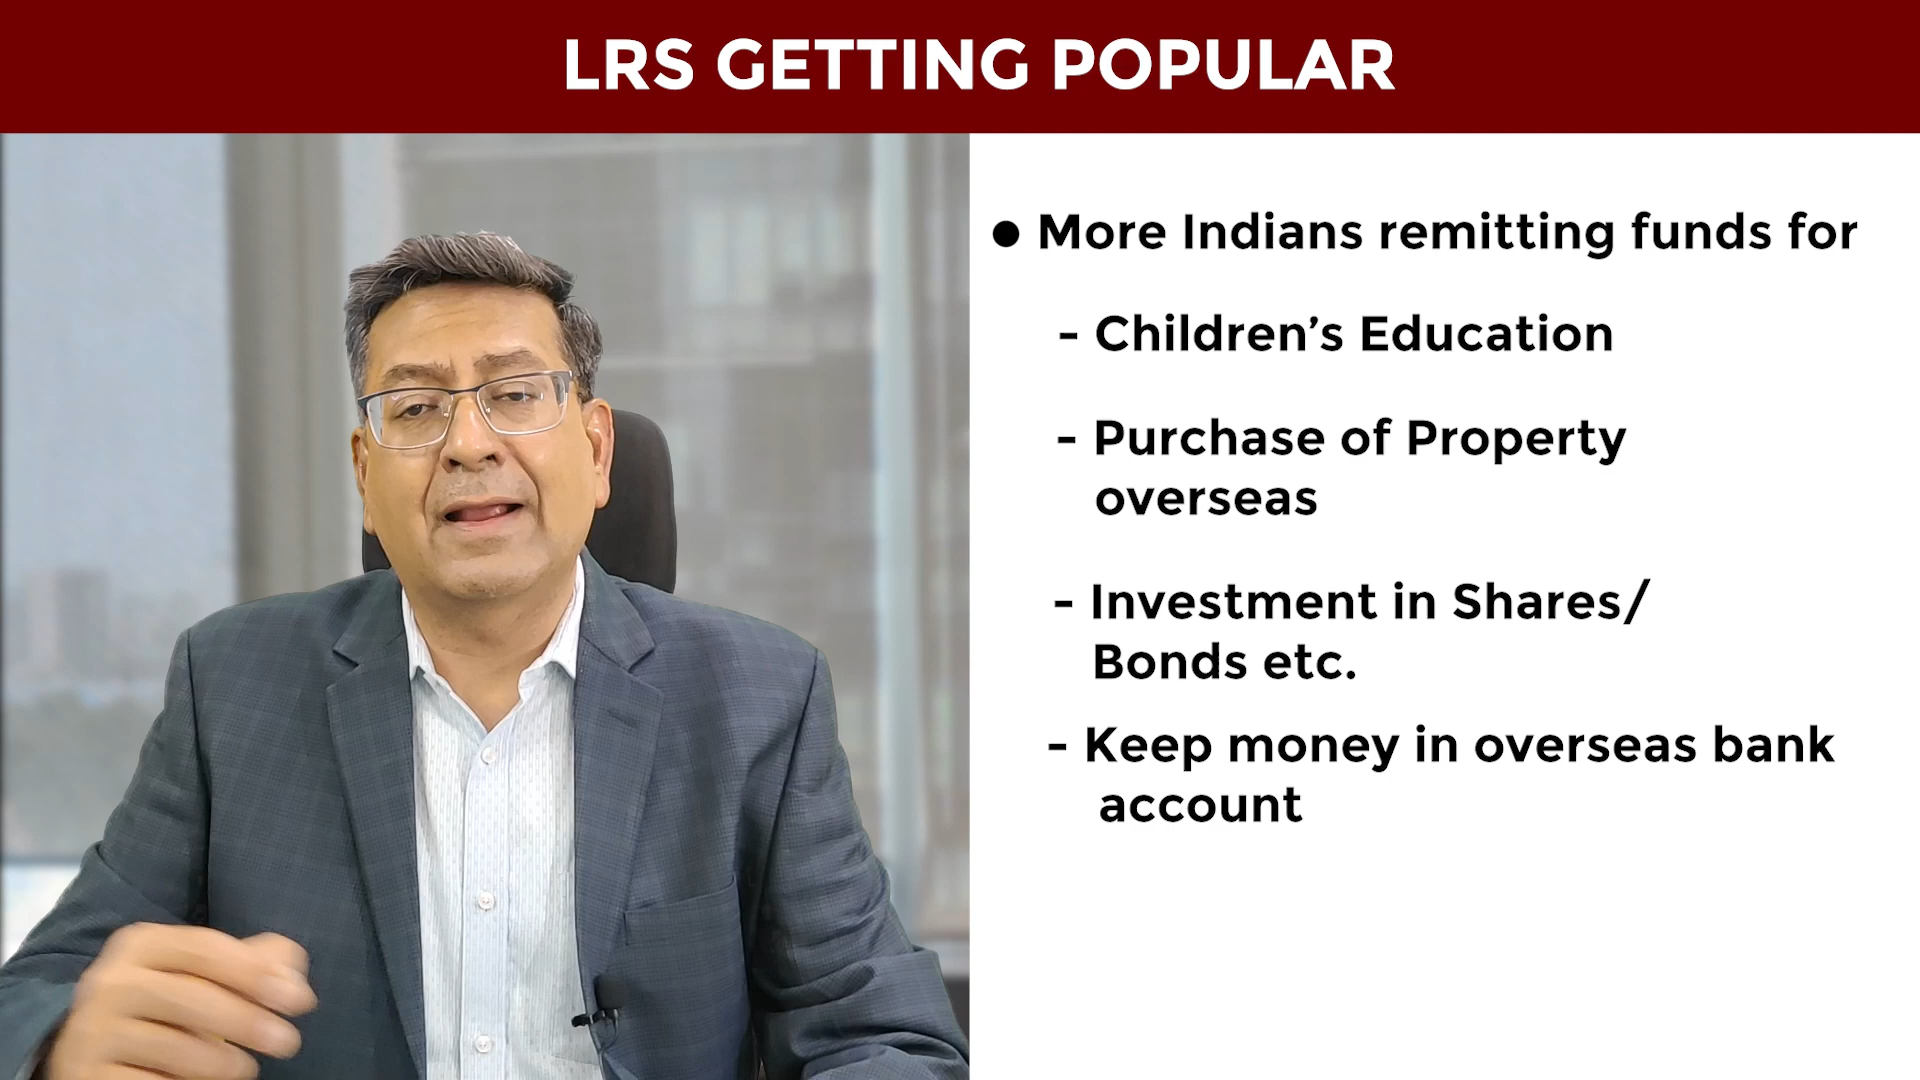 LRS GETTING POPULAR
● More Indians remitting funds for
- Children’s Education
- Purchase of Property
overseas
- Investment in Shares/
Bonds etc.
- Keep money in overseas bank
account